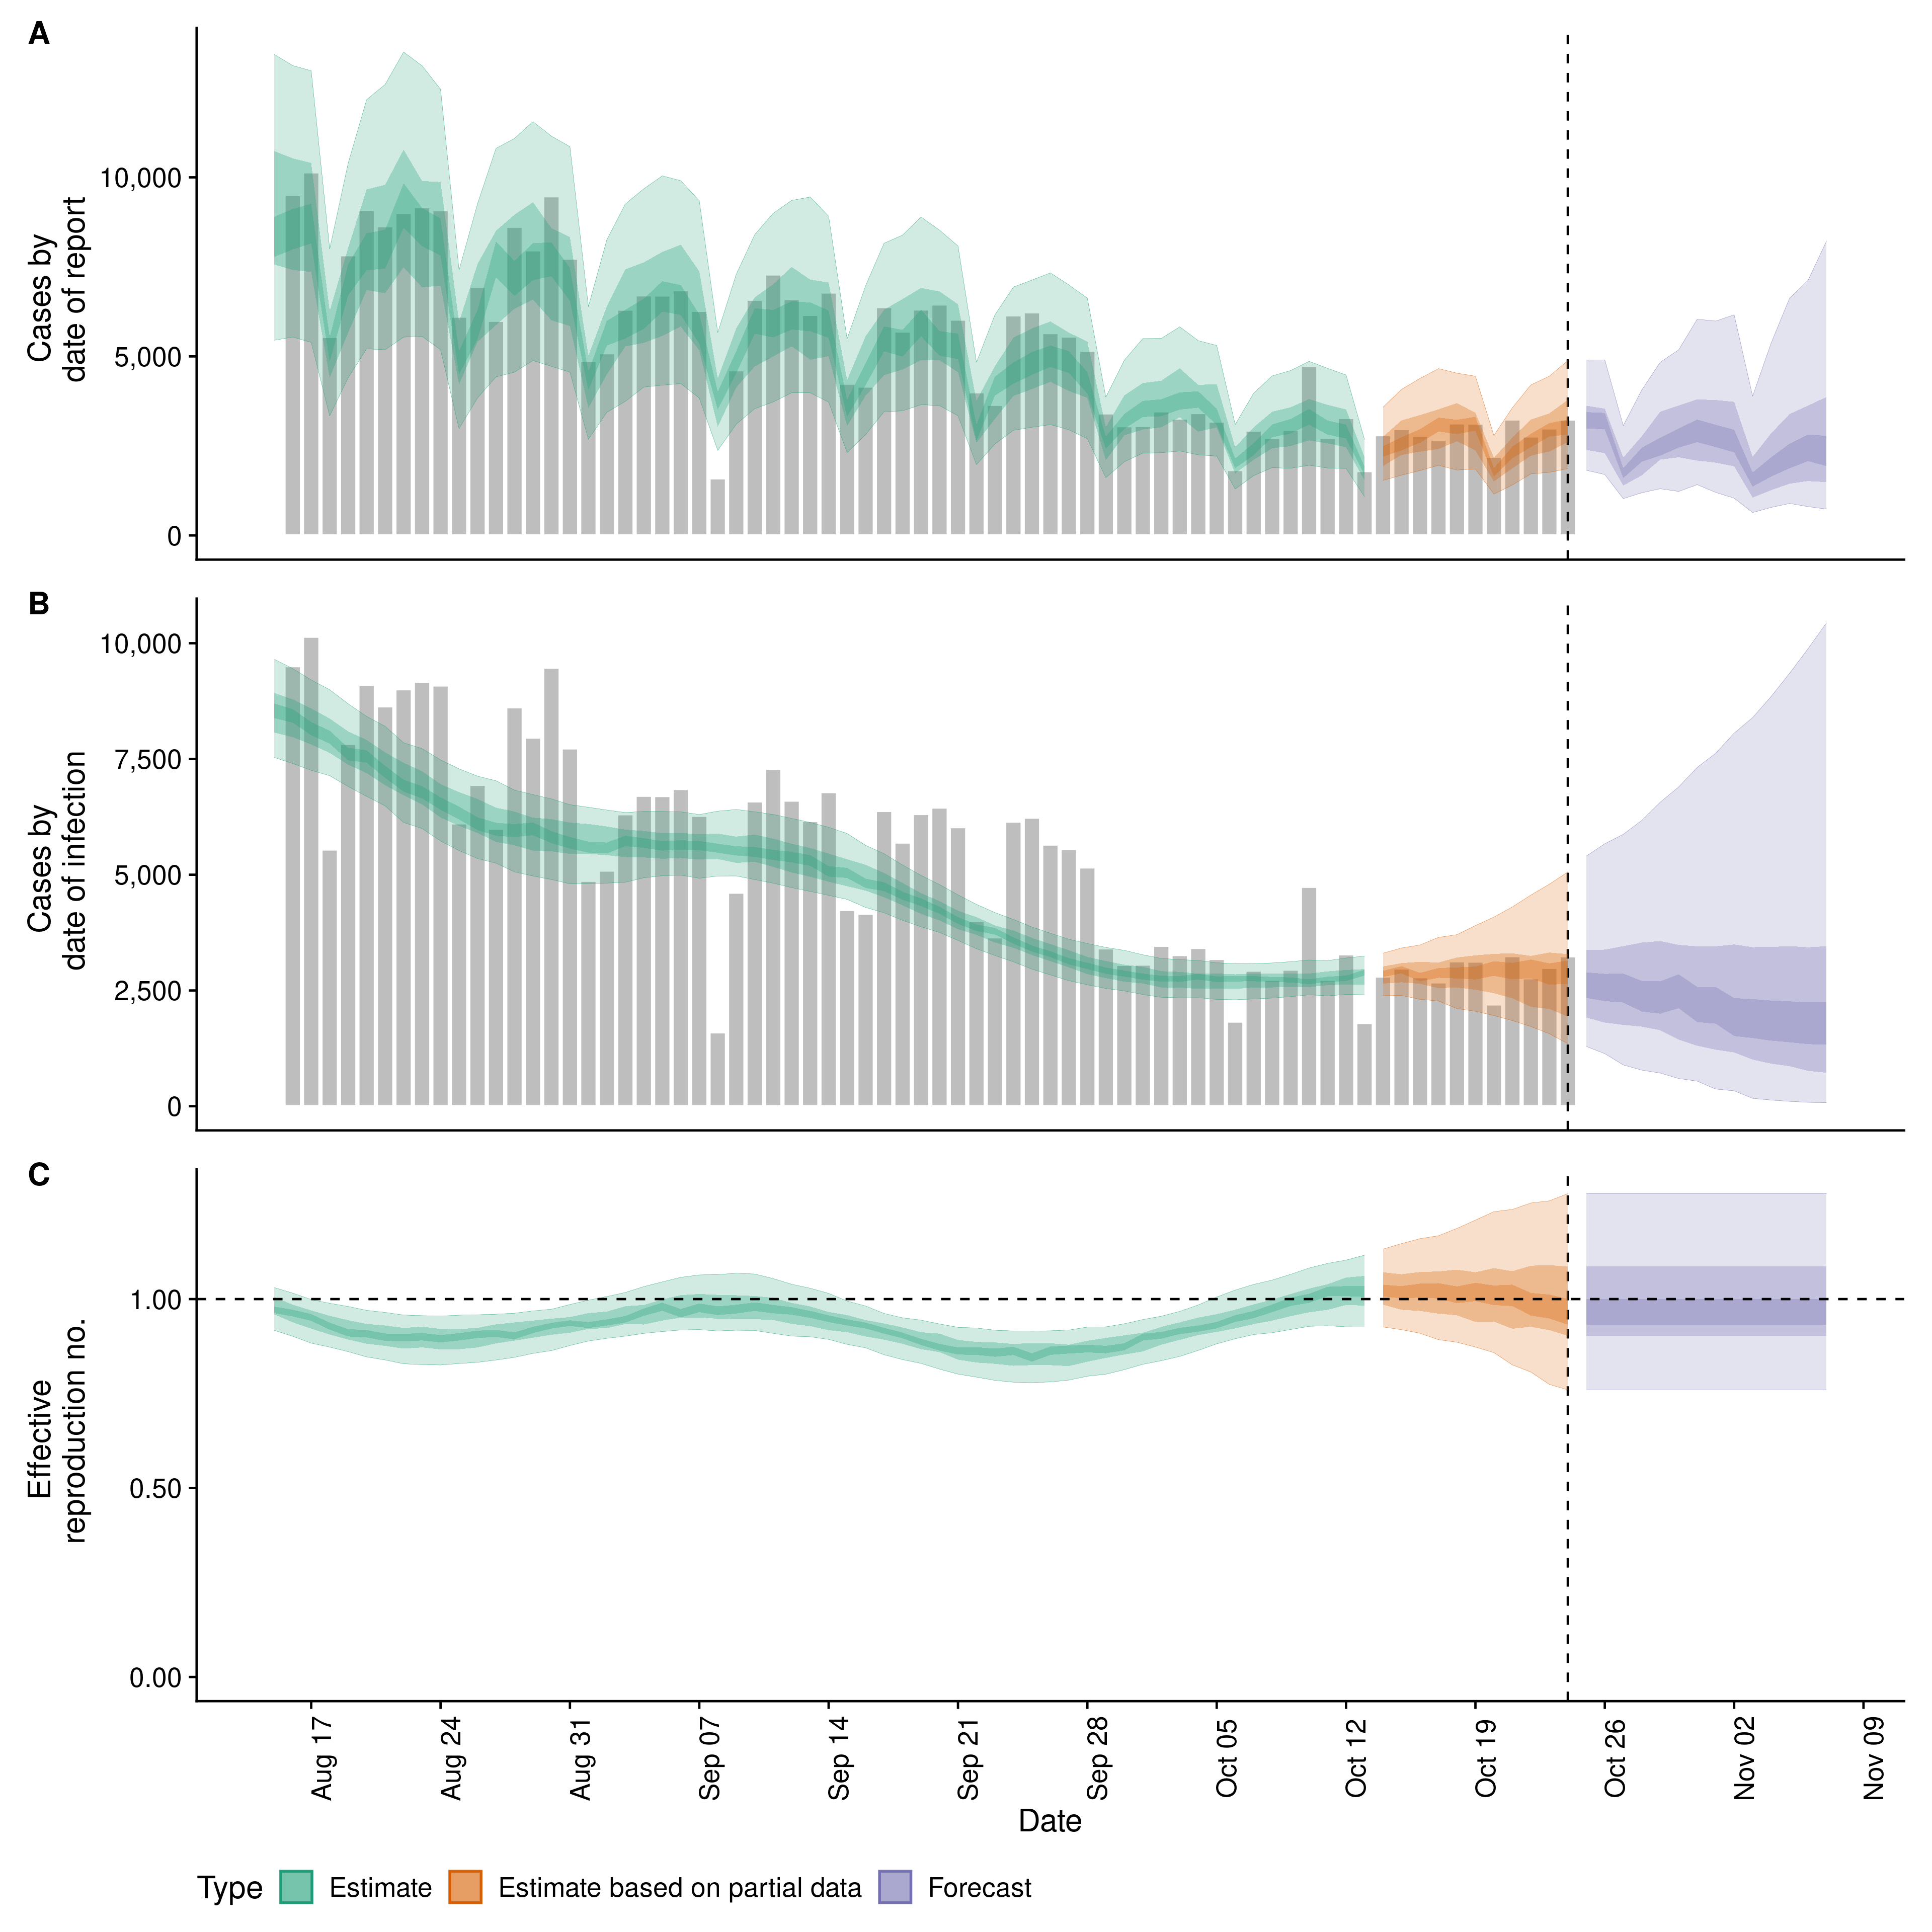 A
Cases by
date of report
10,000
5,000
0
B
Cases by
date of infection
10,000
7,500
5,000
2,500
0
C
Effective
reproduction no.
1.00
0.50
0.00
Aug 17
Aug 24
Aug 31
Sep 07
Sep 14
Sep 21
Sep 28
Oct 05
Oct 12
Oct 19
Oct 26
Nov 02
Nov 09
Date
Type Estimate Estimate based on partial data Forecast